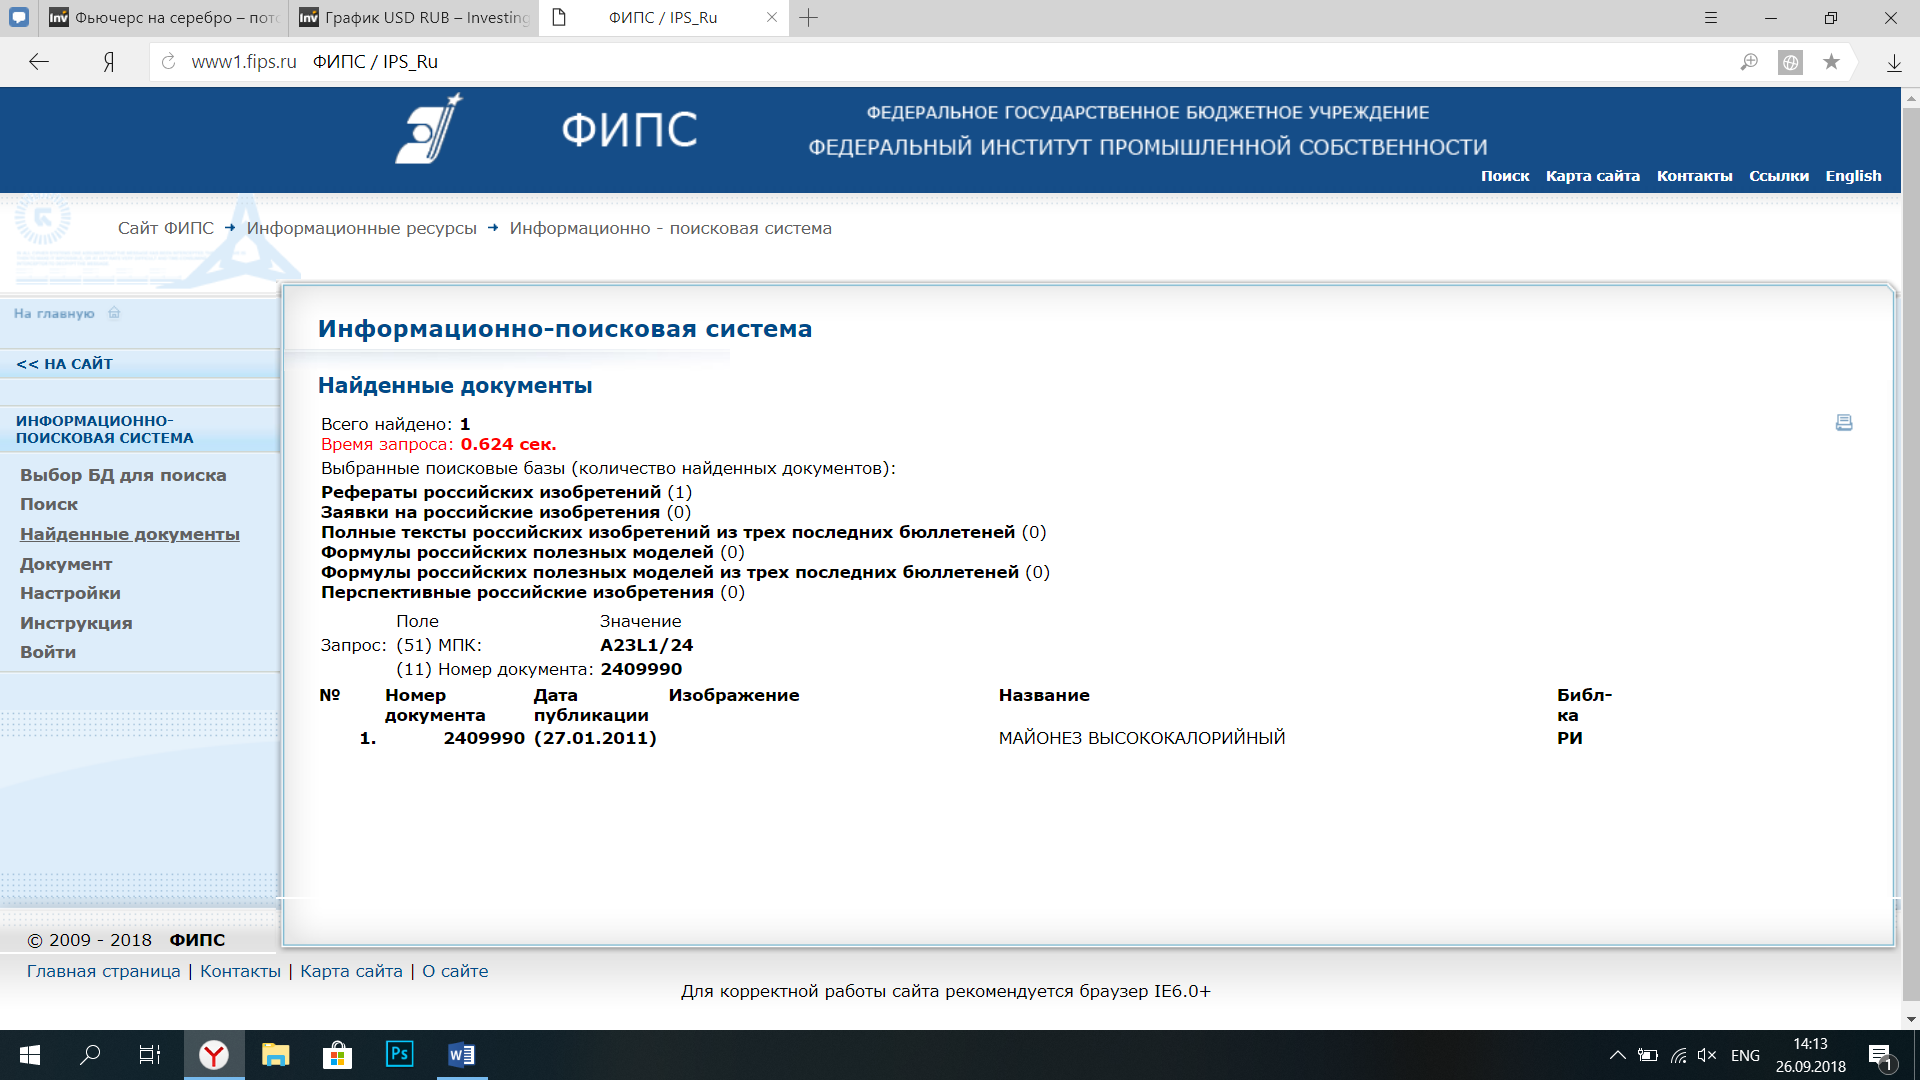 Фьючерс на серебро – пото
График USD RUB – Investing
ФИПС / IPS_Ru
www1.fips.ru ФИПС / IPS_Ru
ФИПС
ФЕДЕРАЛЬНОЕ ГОСУДАРСТВЕННОЕ БЮДЖЕТНОЕ УЧРЕЖДЕНИЕ
ФЕДЕРАЛЬНЫЙ ИНСТИТУТ ПРОМЫШЛЕННОЙ СОБСТВЕННОСТИ
Поиск Карта сайта Контакты Ссылки English
Сайт ФИПС Информационные ресурсы Информационно - поисковая система
На главную
<< НА САЙТ
ИНФОРМАЦИОННО-
ПОИСКОВАЯ СИСТЕМА
Выбор БД для поиска
Поиск
Найденные документы
Документ
Настройки
Инструкция
Войти
Информационно-поисковая система
Найденные документы
Всего найдено: 1
Время запроса: 0.624 сек.
Выбранные поисковые базы (количество найденных документов):
Рефераты российских изобретений (1)
Заявки на российские изобретения (0)
Полные тексты российских изобретений из трех последних бюллетеней (0)
Формулы российских полезных моделей (0)
Формулы российских полезных моделей из трех последних бюллетеней (0)
Перспективные российские изобретения (0)
Поле Значение
Запрос: (51) МПК: A23L1/24
(11) Номер документа: 2409990
№ Номер документа Дата публикации Изображение Название Библ-ка
1. 2409990 (27.01.2011) МАЙОНЕЗ ВЫСОКОКАЛОРИЙНЫЙ РИ
© 2009 - 2018 ФИПС
Главная страница | Контакты | Карта сайта | О сайте
Для корректной работы сайта рекомендуется браузер IE6.0+
ENG
14:13
26.09.2018
1